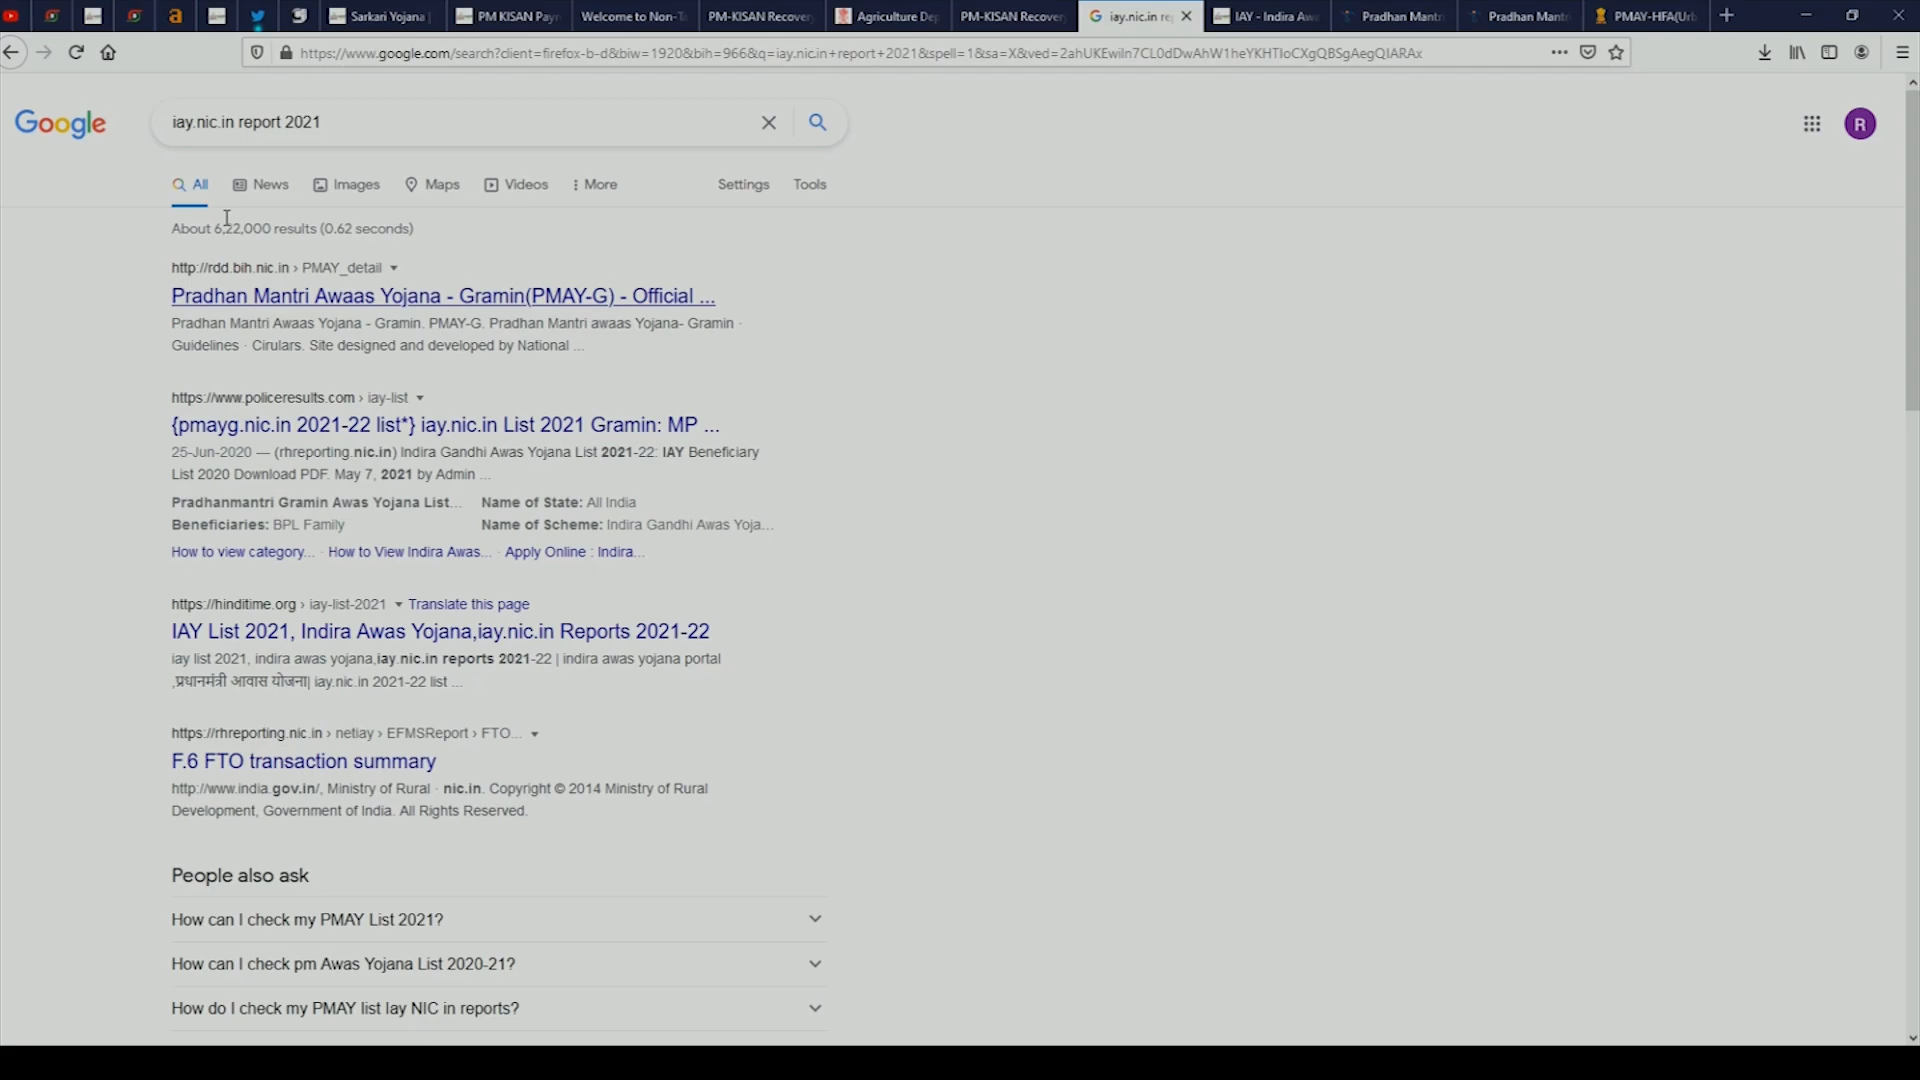 Sarkari Yojana
PM KISAN Payr
Welcome to Non-Ta
PM-KISAN Recovery
Agriculture Dep
PM-KISAN Recovery
iay.nic.in re
IAY - Indira Awa
Pradhan Mantri
Pradhan Mantri
PMAY-HFA(Urb
https://www.google.com/search?client=firefox-b-d&biw=1920&bih=966&q=iay.nic.in+report+2021&spell=1&sa=X&ved=2ahUKEwiln7CL0dDwAhW1heYKHTIoCXgQBSgAegQIARAx
Google
iay.nic.in report 2021
R
All
News
Images
Maps
Videos
More
Settings
Tools
About 6,22,000 results (0.62 seconds)
http://rdd.bih.nic.in › PMAY_detail
Pradhan Mantri Awaas Yojana - Gramin(PMAY-G) - Official ...
Pradhan Mantri Awaas Yojana - Gramin. PMAY-G. Pradhan Mantri awaas Yojana- Gramin ·
Guidelines · Cirulars. Site designed and developed by National ...
https://www.policeresults.com › iay-list
{pmayg.nic.in 2021-22 list*} iay.nic.in List 2021 Gramin: MP ...
25-Jun-2020 — (rhreporting.nic.in) Indira Gandhi Awas Yojana List 2021-22: IAY Beneficiary
List 2020 Download PDF. May 7, 2021 by Admin ...
Pradhanmantri Gramin Awas Yojana List... Name of State: All India
Beneficiaries: BPL Family Name of Scheme: Indira Gandhi Awas Yoja...
How to view category... · How to View Indira Awas... · Apply Online : Indira...
https://hinditime.org › iay-list-2021 Translate this page
IAY List 2021, Indira Awas Yojana,iay.nic.in Reports 2021-22
iay list 2021, indira awas yojana,iay.nic.in reports 2021-22 | indira awas yojana portal
,प्रधानमंत्री आवास योजना| iay.nic.in 2021-22 list ...
https://rhreporting.nic.in › netiay › EFMSReport › FTO...
F.6 FTO transaction summary
http://www.india.gov.in/, Ministry of Rural · nic.in. Copyright © 2014 Ministry of Rural
Development, Government of India. All Rights Reserved.
People also ask
How can I check my PMAY List 2021?
How can I check pm Awas Yojana List 2020-21?
How do I check my PMAY list Iay NIC in reports?